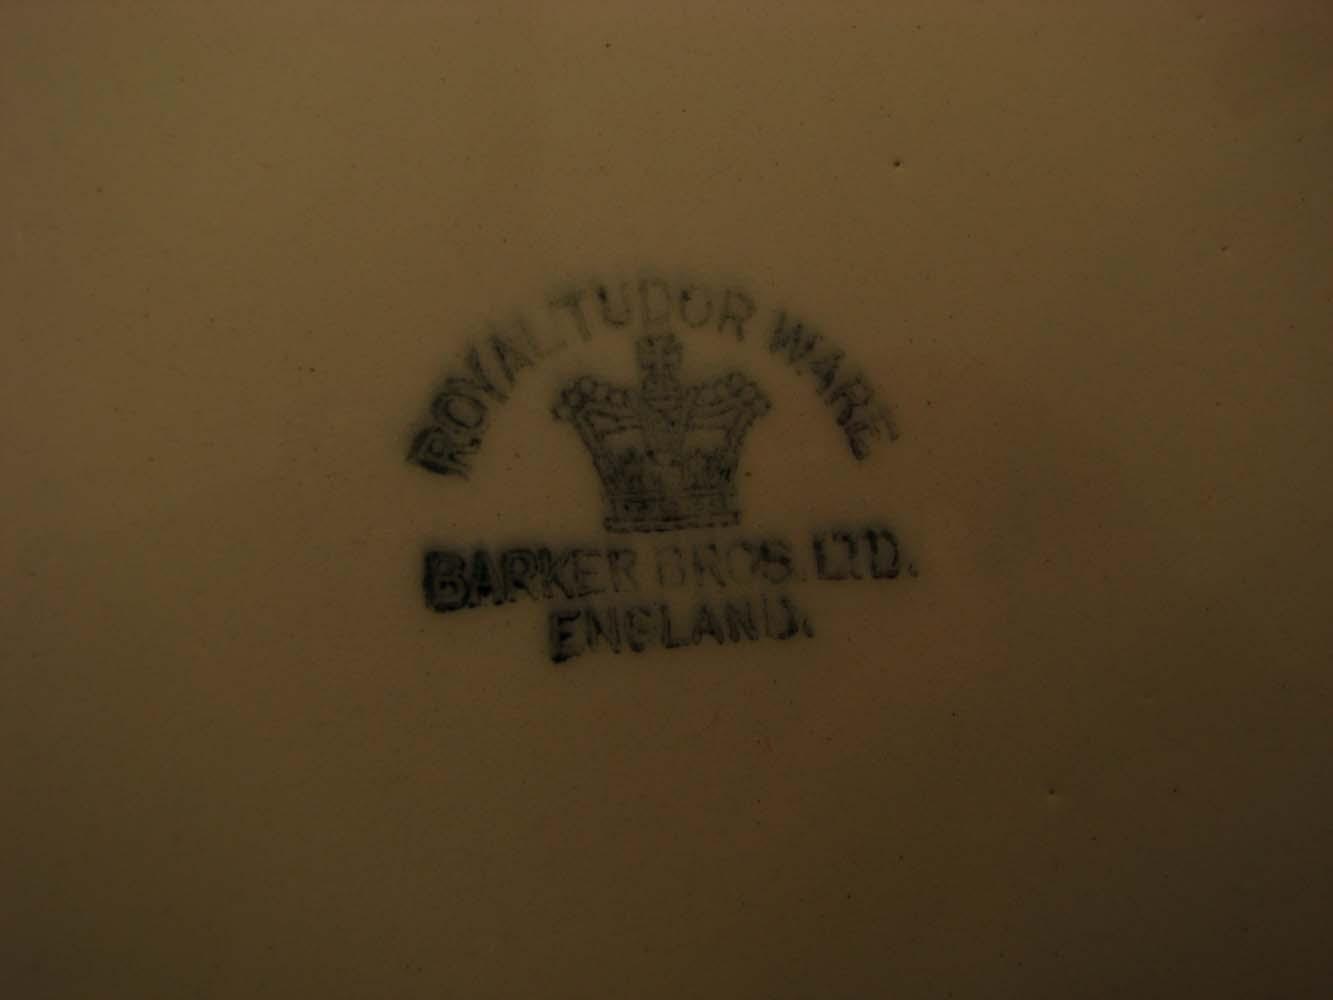 ROYAL TUDOR WARE
BARKER BROS. LTD.
ENGLAND.